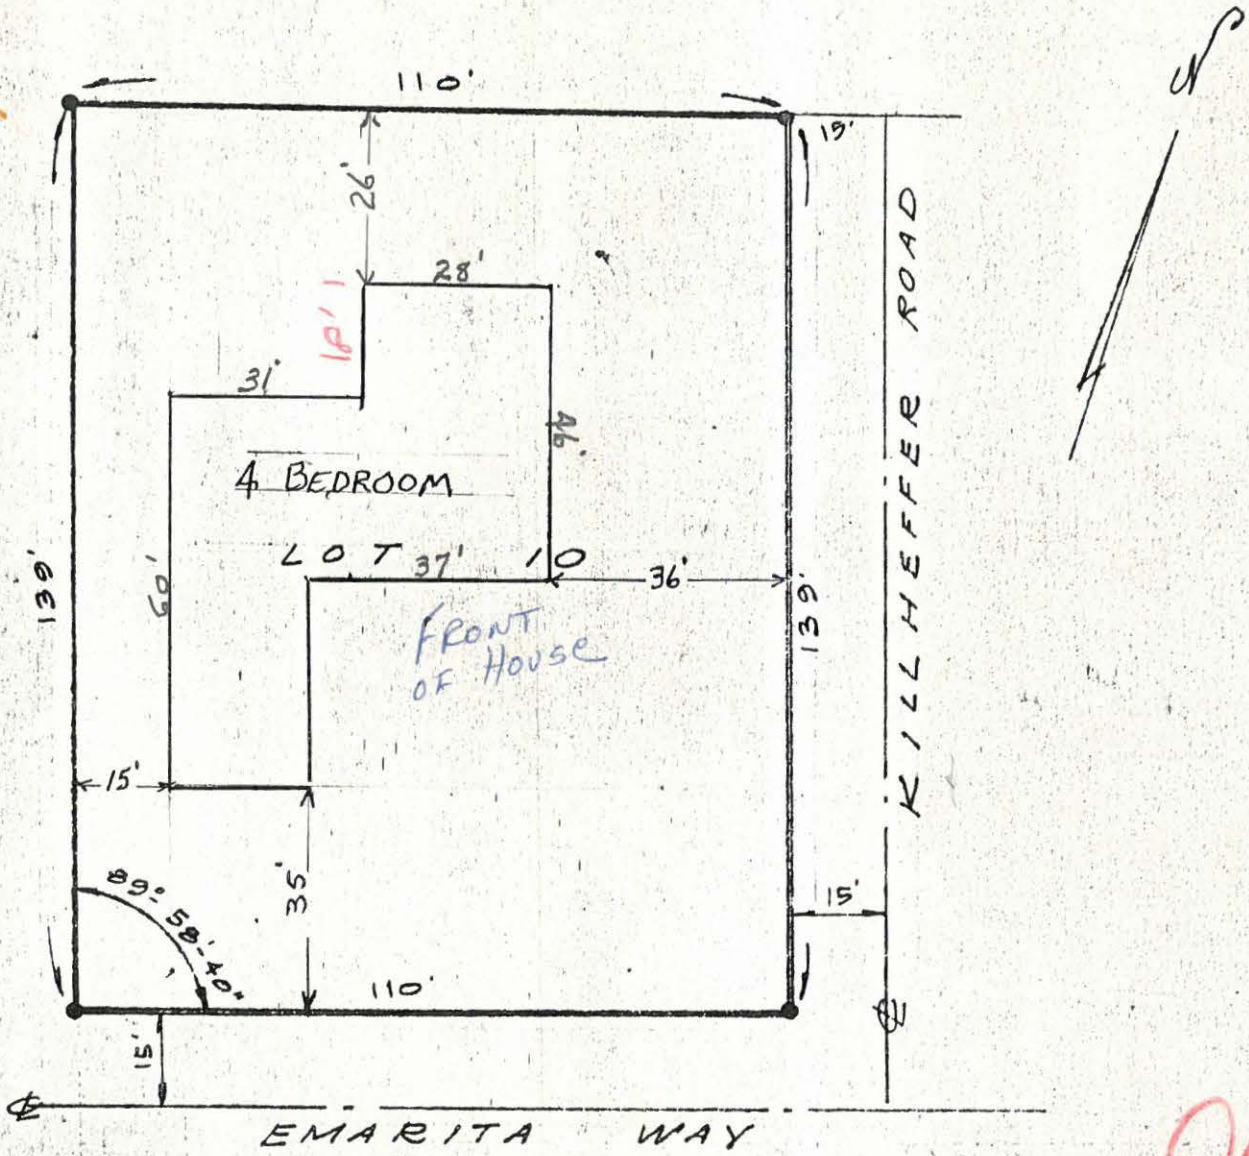 110'
15'
26'
28'
18'
31'
46'
4 BEDROOM
LOT 10
37'
36'
60'
139'
139'
FRONT
OF HOUSE
KILLHEFFER ROAD
15'
35'
15'
89°-58'-40"
110'
15'
EMARITA WAY
N